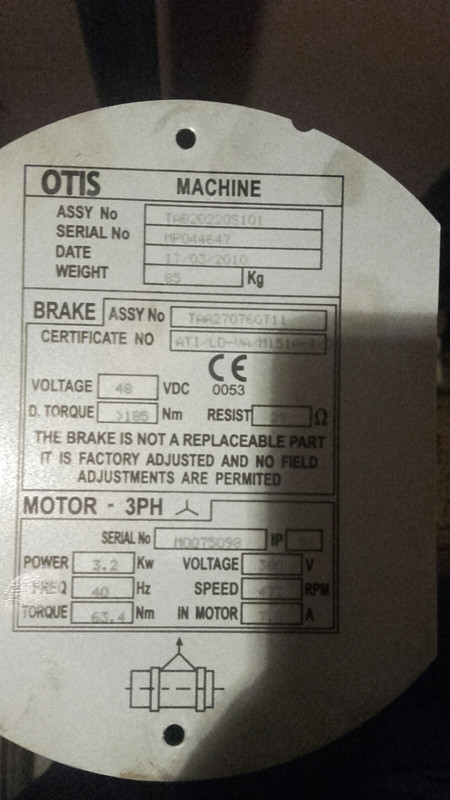 OTIS MACHINE
ASSY No TAB20220S101
SERIAL No MP044647
DATE 17/03/2010
WEIGHT 85 Kg
BRAKE ASSY No TAA27076GT11
CERTIFICATE NO
CE
0053
VOLTAGE 48 VDC
D. TORQUE >185 Nm RESIST Ω
THE BRAKE IS NOT A REPLACEABLE PART
IT IS FACTORY ADJUSTED AND NO FIELD
ADJUSTMENTS ARE PERMITED
MOTOR - 3PH
SERIAL No M0075098 IP
POWER 3.2 Kw VOLTAGE 380 V
FREQ 40 Hz SPEED RPM
TORQUE 63.4 Nm IN MOTOR A